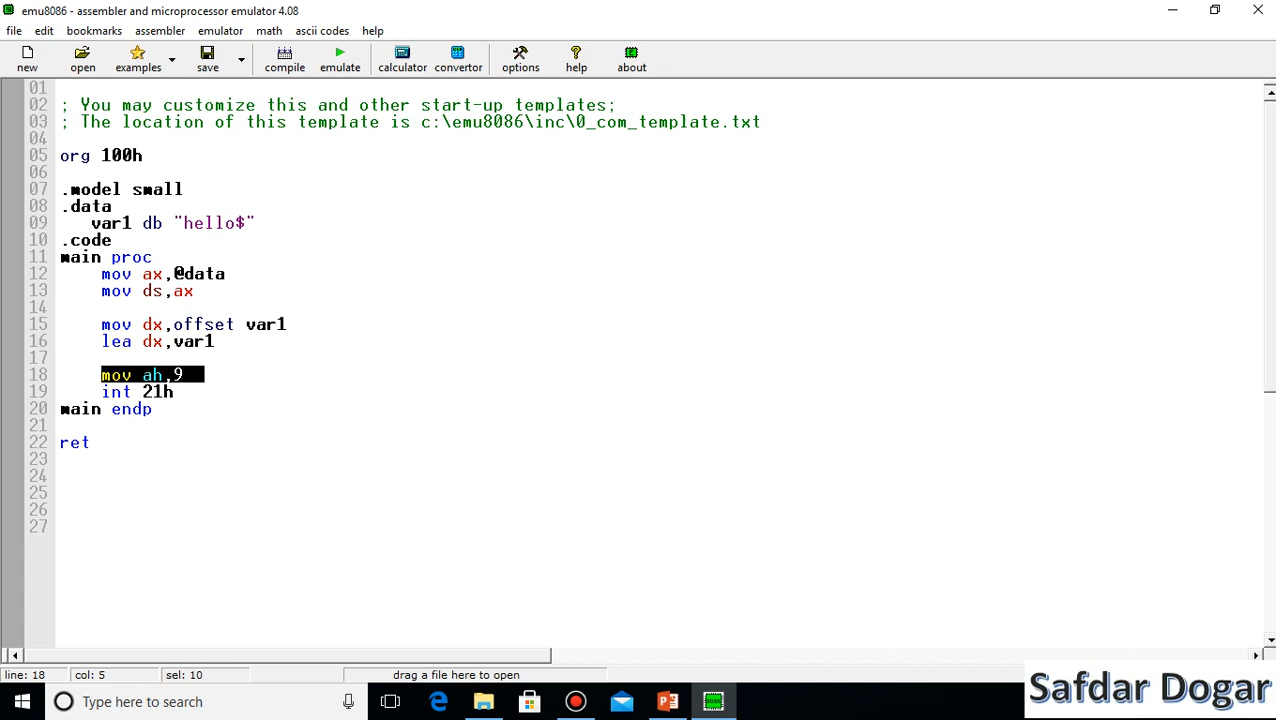 emu8086 - assembler and microprocessor emulator 4.08
file edit bookmarks assembler emulator math ascii codes help
new open examples save compile emulate calculator convertor options help about
01
02 ; You may customize this and other start-up templates;
03 ; The location of this template is c:\emu8086\inc\0_com_template.txt
04
05 org 100h
06
07 .model small
08 .data
09 var1 db "hello$"
10 .code
11 main proc
12 mov ax,@data
13 mov ds,ax
14
15 mov dx,offset var1
16 lea dx,var1
17
18 mov ah,9
19 int 21h
20 main endp
21
22 ret
23
24
25
26
27
line: 18 col: 5 sel: 10 drag a file here to open
Type here to search
Safdar Dogar